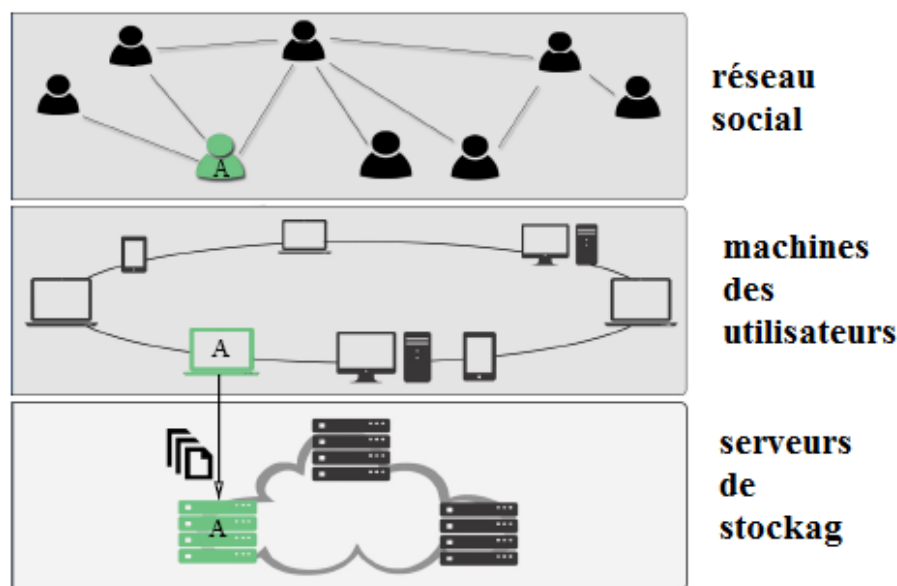 réseau
social
A
machines
des
utilisateurs
A
serveurs
de
stockag
A